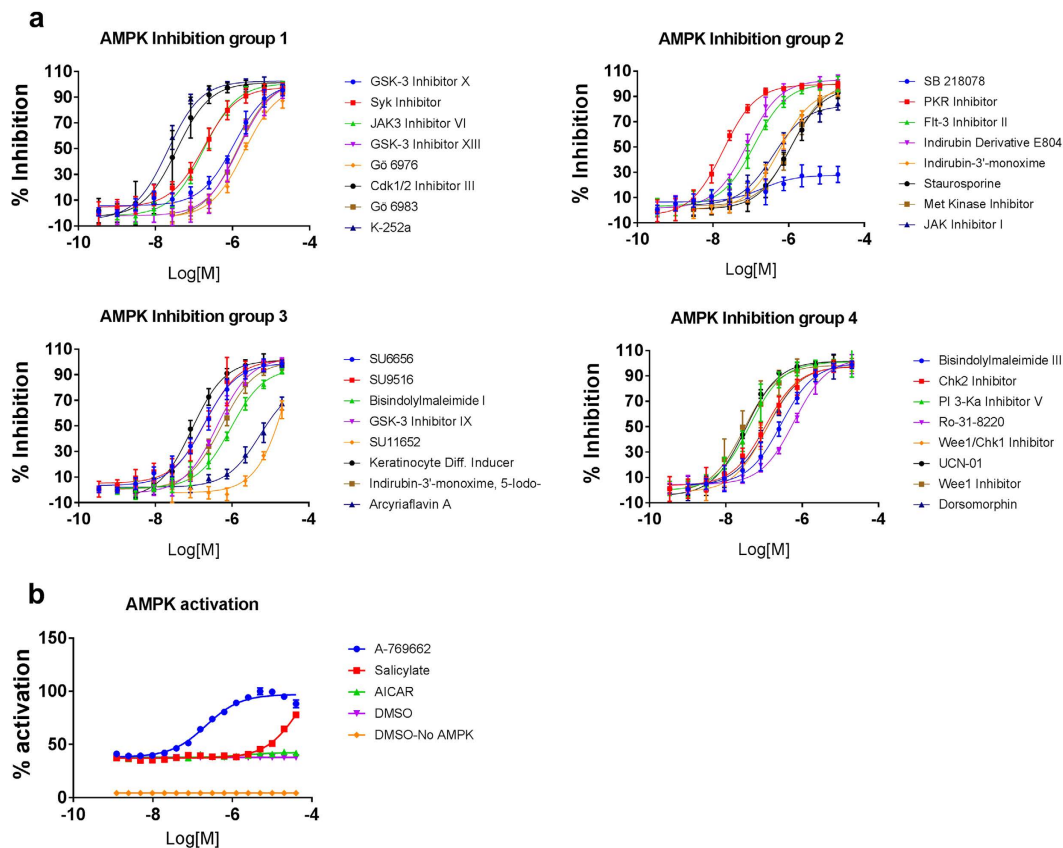 a
AMPK Inhibition group 1
% Inhibition
110
90
70
50
30
10
-10
-10
-8
-6
-4
Log[M]
GSK-3 Inhibitor X
Syk Inhibitor
JAK3 Inhibitor VI
GSK-3 Inhibitor XIII
Gö 6976
Cdk1/2 Inhibitor III
Gö 6983
K-252a
AMPK Inhibition group 2
% Inhibition
110
90
70
50
30
10
-10
-10
-8
-6
-4
Log[M]
SB 218078
PKR Inhibitor
Flt-3 Inhibitor II
Indirubin Derivative E804
Indirubin-3'-monoxime
Staurosporine
Met Kinase Inhibitor
JAK Inhibitor I
AMPK Inhibition group 3
% Inhibition
110
90
70
50
30
10
-10
-10
-8
-6
-4
Log[M]
SU6656
SU9516
Bisindolylmaleimide I
GSK-3 Inhibitor IX
SU11652
Keratinocyte Diff. Inducer
Indirubin-3'-monoxime, 5-Iodo-
Arcyriaflavin A
AMPK Inhibition group 4
% Inhibition
110
90
70
50
30
10
-10
-10
-8
-6
-4
Log[M]
Bisindolylmaleimide III
Chk2 Inhibitor
PI 3-Ka Inhibitor V
Ro-31-8220
Wee1/Chk1 Inhibitor
UCN-01
Wee1 Inhibitor
Dorsomorphin
b
AMPK activation
% activation
150
100
50
0
-10
-8
-6
-4
Log[M]
A-769662
Salicylate
AICAR
DMSO
DMSO-No AMPK